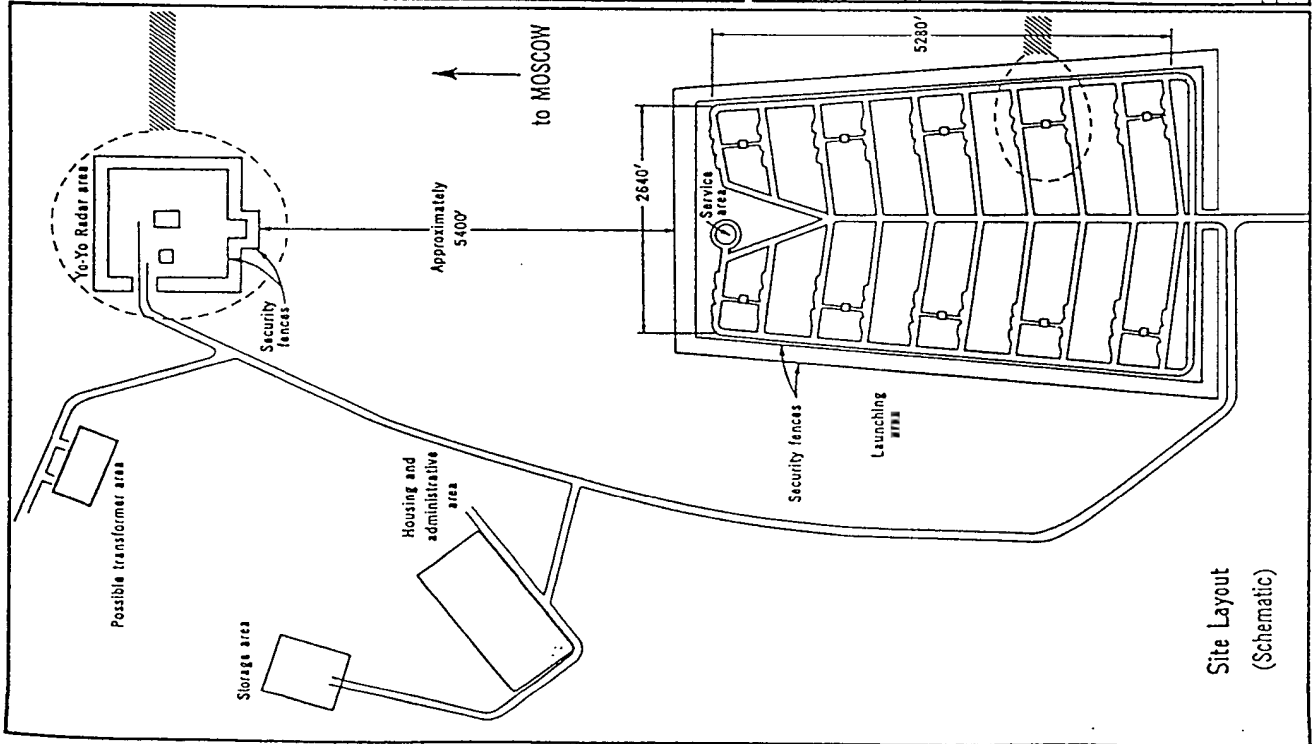 Yo-Yo Radar area
to MOSCOW
5280'
Security
fences
Approximately
5400'
2640'
Service
area
Possible transformer area
Housing and
administrative
area
Storage area
Security fences
Launching
area
Site Layout
(Schematic)